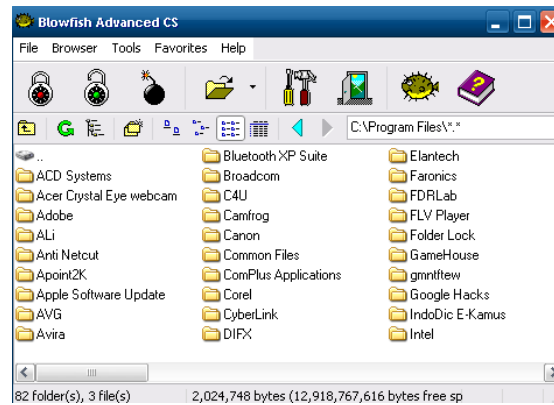 Blowfish Advanced CS
File Browser Tools Favorites Help
C:\Program Files\*.*
..
ACD Systems
Acer Crystal Eye webcam
Adobe
ALi
Anti Netcut
Apoint2K
Apple Software Update
AVG
Avira
Bluetooth XP Suite
Broadcom
C4U
Camfrog
Canon
Common Files
ComPlus Applications
Corel
CyberLink
DIFX
Elantech
Faronics
FDRLab
FLV Player
Folder Lock
GameHouse
gmntftew
Google Hacks
IndoDic E-Kamus
Intel
82 folder(s), 3 file(s)
2,024,748 bytes (12,918,767,616 bytes free sp